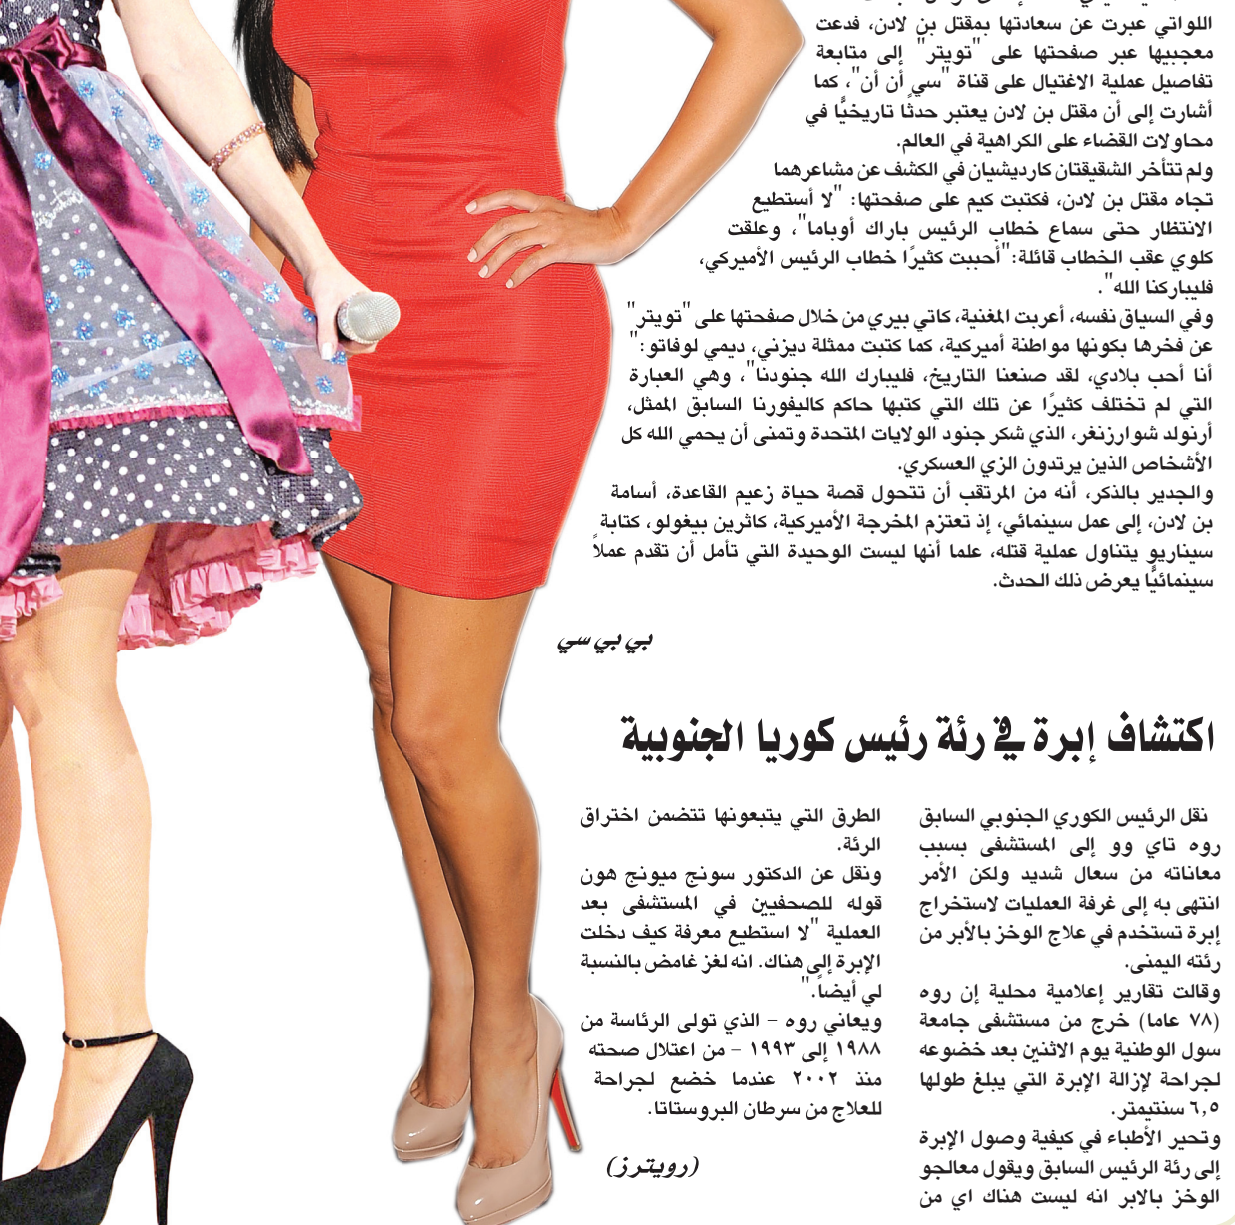 اللواتي عبرت عن سعادتها بمقتل بن لادن، فدعت
معجبيها عبر صفحتها على "تويتر" إلى متابعة
تفاصيل عملية الاغتيال على قناة "سي أن أن"، كما
أشارت إلى أن مقتل بن لادن يعتبر حدثًا تاريخيًّا في
محاولات القضاء على الكراهية في العالم.
ولم تتأخر الشقيقتان كارديشيان في الكشف عن مشاعرهما
تجاه مقتل بن لادن، فكتبت كيم على صفحتها: "لا أستطيع
الانتظار حتى سماع خطاب الرئيس باراك أوباما"، وعلقت
كلوي عقب الخطاب قائلة:"أحببت كثيرًا خطاب الرئيس الأميركي،
فليباركنا الله".
وفي السياق نفسه، أعربت المغنية، كاتي بيري من خلال صفحتها على "تويتر"
عن فخرها بكونها مواطنة أميركية، كما كتبت ممثلة ديزني، ديمي لوفاتو:"
أنا أحب بلادي، لقد صنعنا التاريخ، فليبارك الله جنودنا"، وهي العبارة
التي لم تختلف كثيرًا عن تلك التي كتبها حاكم كاليفورنا السابق الممثل،
أرنولد شوارزنغر، الذي شكر جنود الولايات المتحدة وتمنى أن يحمي الله كل
الأشخاص الذين يرتدون الزي العسكري.
والجدير بالذكر، أنه من المرتقب أن تتحول قصة حياة زعيم القاعدة، أسامة
بن لادن، إلى عمل سينمائي، إذ تعتزم المخرجة الأميركية، كاثرين بيغولو، كتابة
سيناريو يتناول عملية قتله، علما أنها ليست الوحيدة التي تأمل أن تقدم عملاً
سينمائيًّا يعرض ذلك الحدث.
بي بي سي
اكتشاف إبرة في رئة رئيس كوريا الجنوبية
نقل الرئيس الكوري الجنوبي السابق
روه تاي وو إلى المستشفى بسبب
معاناته من سعال شديد ولكن الأمر
انتهى به إلى غرفة العمليات لاستخراج
إبرة تستخدم في علاج الوخز بالأبر من
رئته اليمنى.
وقالت تقارير إعلامية محلية إن روه
(٧٨ عاما) خرج من مستشفى جامعة
سول الوطنية يوم الاثنين بعد خضوعه
لجراحة لإزالة الإبرة التي يبلغ طولها
٦,٥ سنتيمتر.
وتحير الأطباء في كيفية وصول الإبرة
إلى رئة الرئيس السابق ويقول معالجو
الوخز بالابر انه ليست هناك اي من
الطرق التي يتبعونها تتضمن اختراق
الرئة.
ونقل عن الدكتور سونج ميونج هون
قوله للصحفيين في المستشفى بعد
العملية "لا استطيع معرفة كيف دخلت
الإبرة إلى هناك. انه لغز غامض بالنسبة
لي أيضاً."
ويعاني روه - الذي تولى الرئاسة من
١٩٨٨ إلى ١٩٩٣ - من اعتلال صحته
منذ ٢٠٠٢ عندما خضع لجراحة
للعلاج من سرطان البروستاتا.
(رويترز)